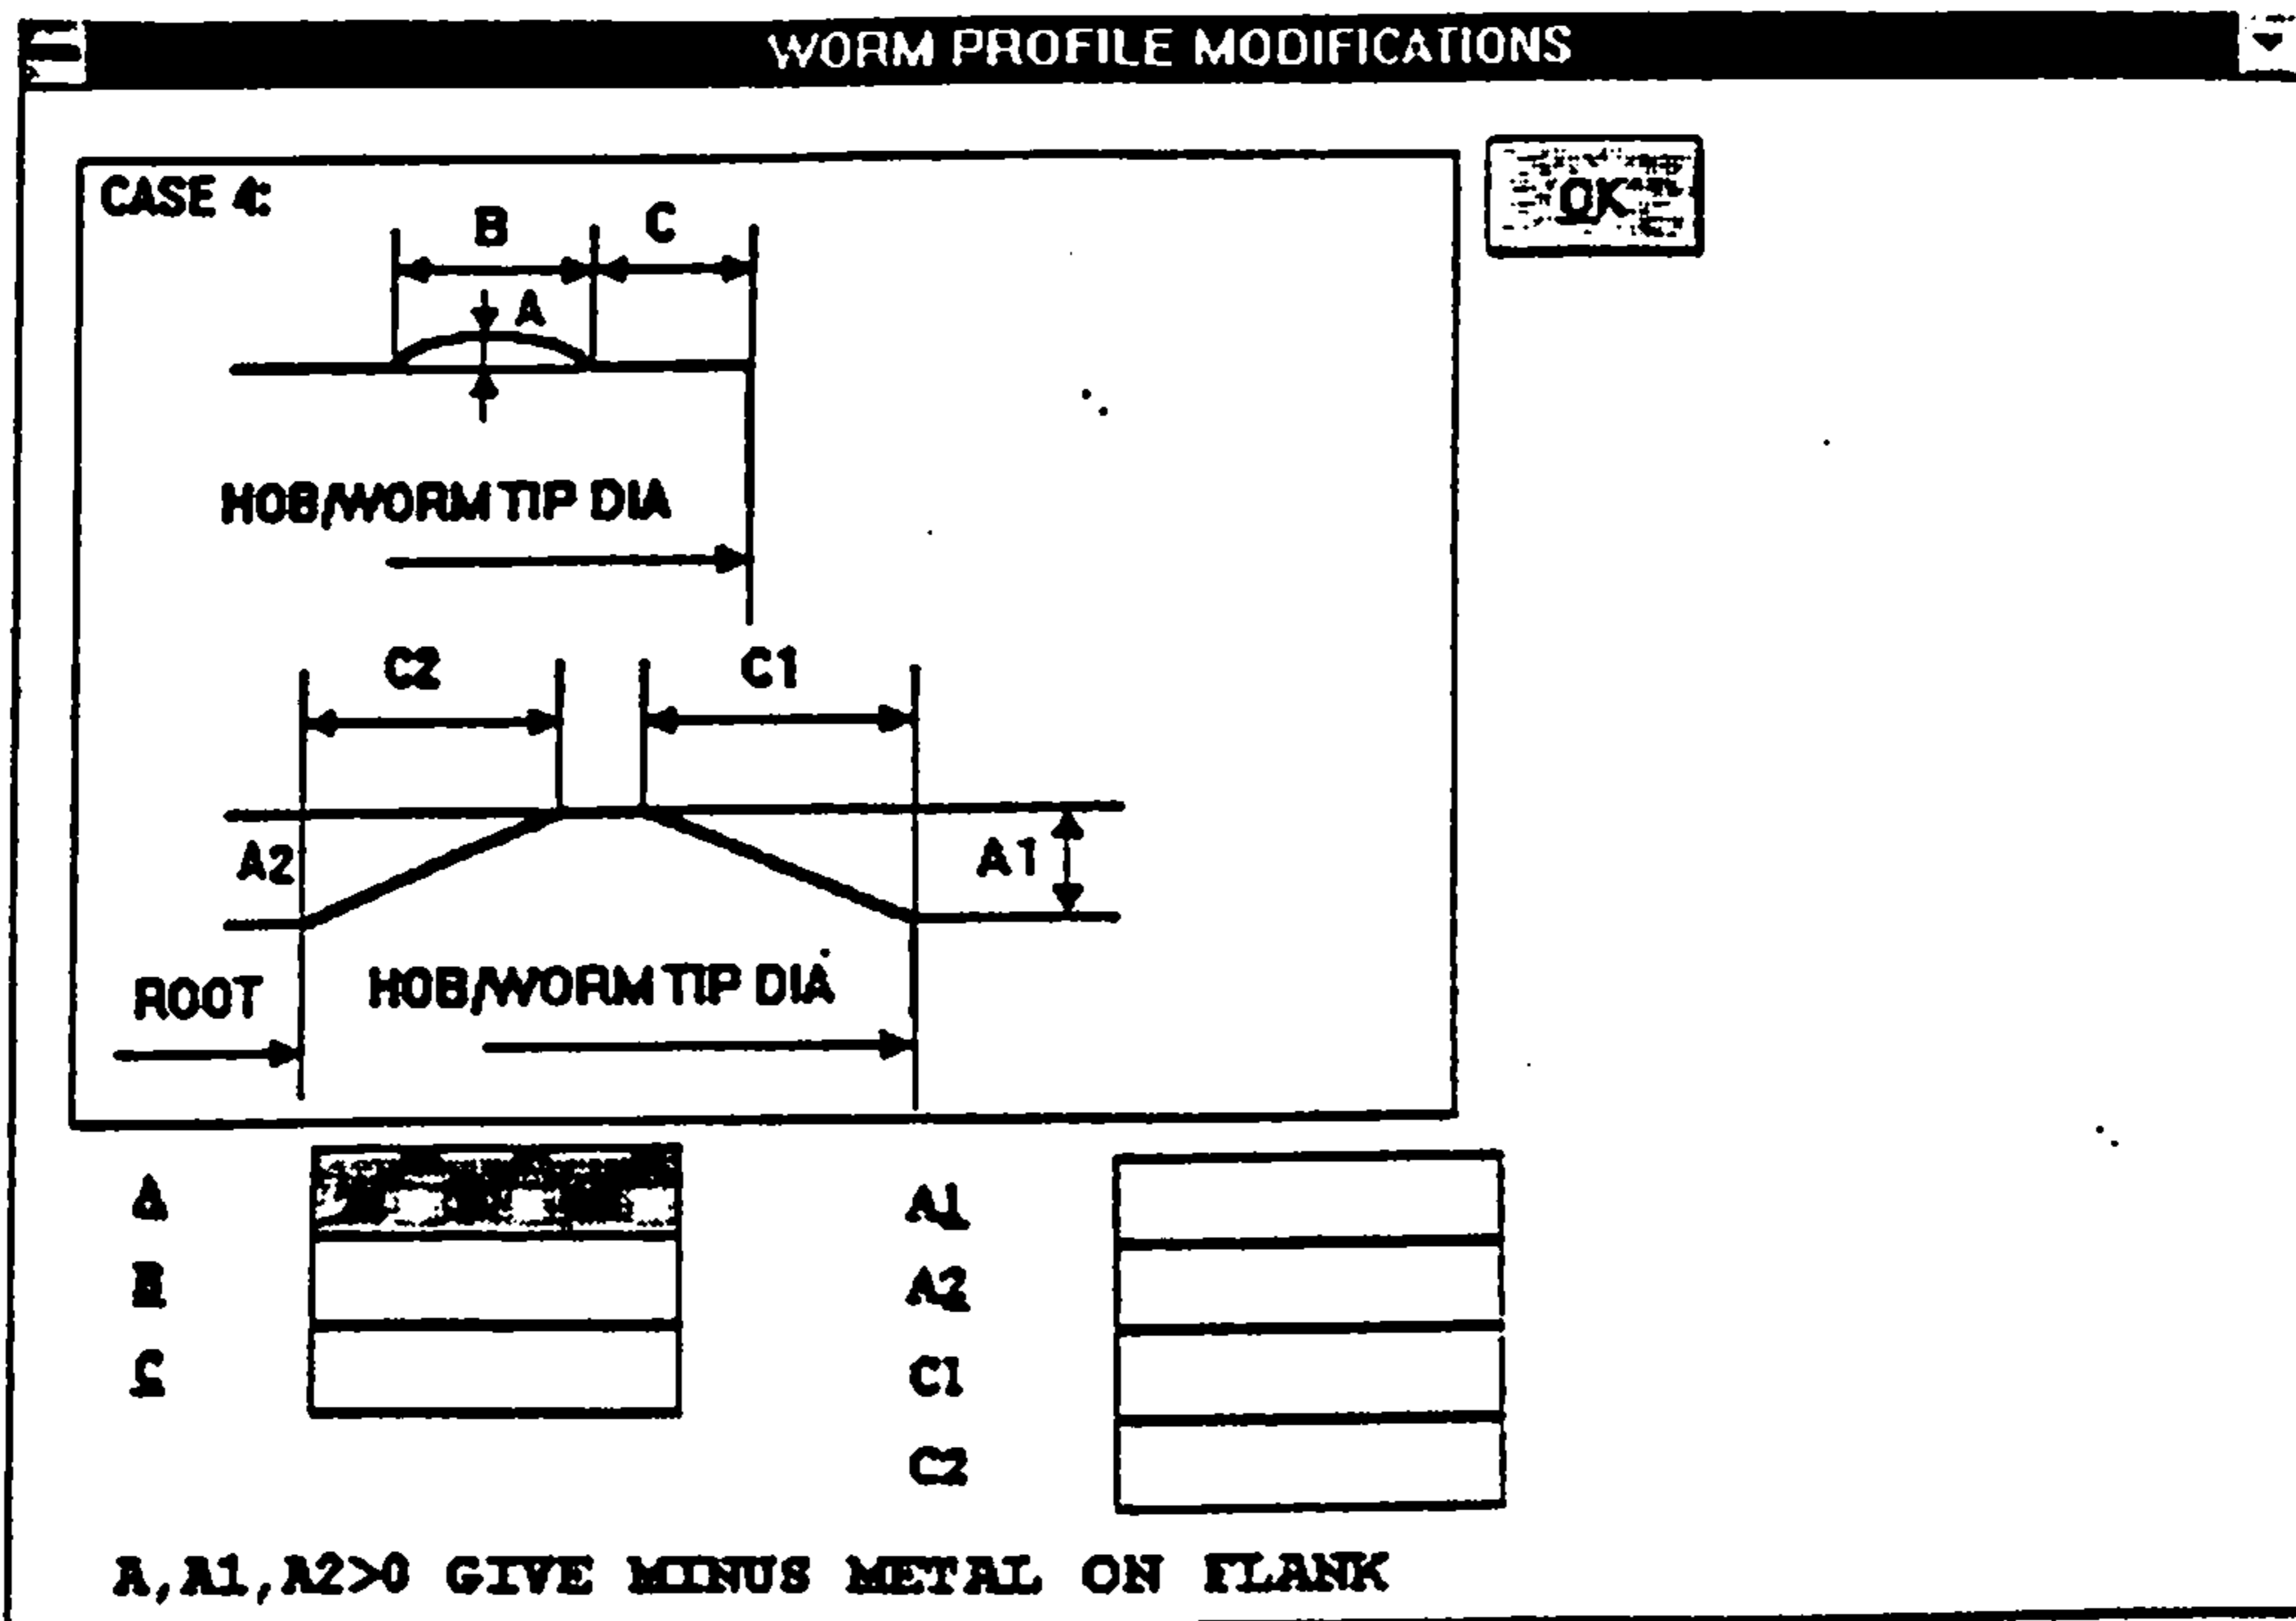 WORM PROFILE MODIFICATIONS
OK
CASE 4:
B C
A
HOB/WORM TIP DIA
C2 C1
A2 A1
ROOT HOB/WORM TIP DIA
A A1
B A2
C C1
C2
A,A1,A2>0 GIVE MINUS METAL ON FLANK